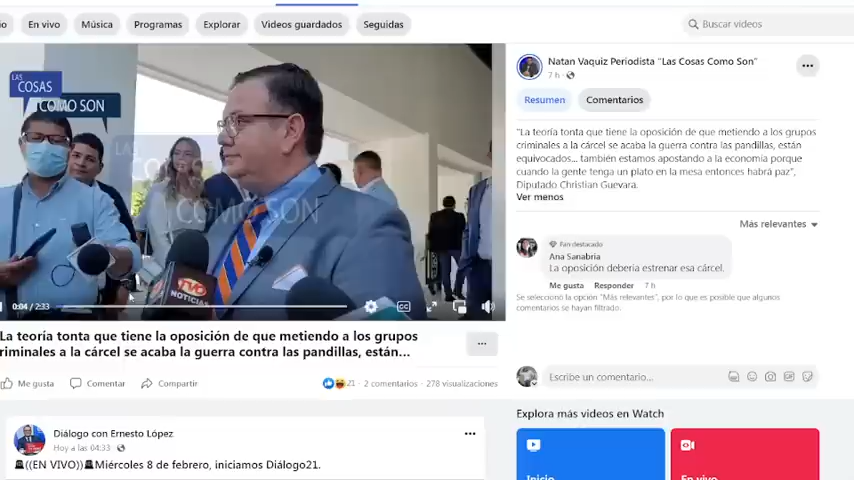 En vivo
Música
Programas
Explorar
Videos guardados
Seguidas
Buscar videos
LAS
COSAS
COMO SON
LAS
COMO SON
TVO
NOTICIAS
0:04 / 2:33
CC
La teoría tonta que tiene la oposición de que metiendo a los grupos
riminales a la cárcel se acaba la guerra contra las pandillas, están...
Me gusta
Comentar
Compartir
21 · 2 comentarios · 278 visualizaciones
Diálogo con Ernesto López
Hoy a las 04:33 ·
((EN VIVO)) Miércoles 8 de febrero, iniciamos Diálogo21.
Natan Vaquiz Periodista "Las Cosas Como Son"
7 h ·
Resumen
Comentarios
"La teoría tonta que tiene la oposición de que metiendo a los grupos
criminales a la cárcel se acaba la guerra contra las pandillas, están
equivocados... también estamos apostando a la economía porque
cuando la gente tenga un plato en la mesa entonces habrá paz",
Diputado Christian Guevara.
Ver menos
Más relevantes
Fan destacado
Ana Sanabria
La oposición debería estrenar esa cárcel.
Me gusta Responder 7 h
Se seleccionó la opción "Más relevantes", por lo que es posible que algunos
comentarios se hayan filtrado.
Escribe un comentario...
Explora más videos en Watch
Inicio
En vivo